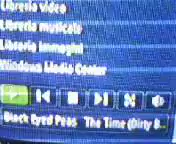 Libreria video
Libreria musicale
Libreria immagini
Windows Media Center
Black Eyed Peas The Time (Dirty B...